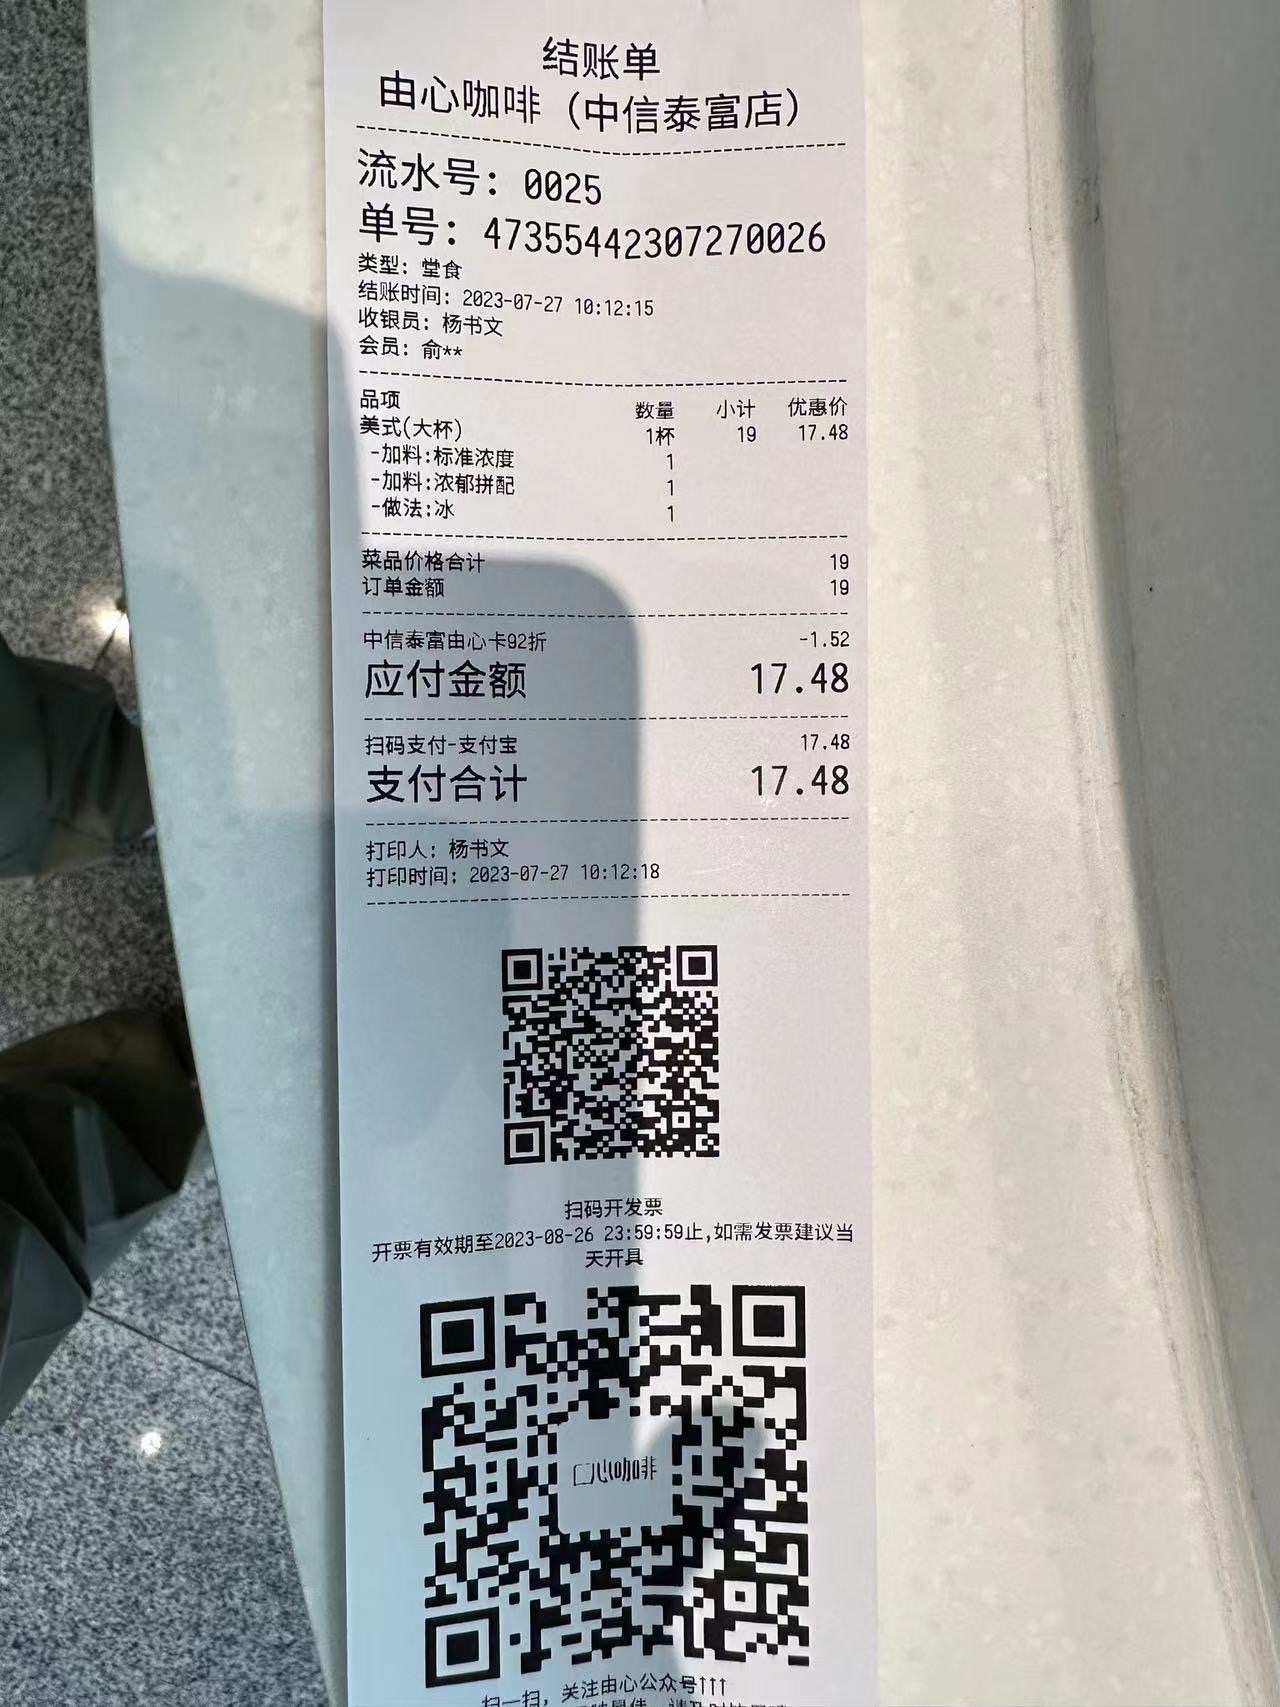 结账单
由心咖啡（中信泰富店）
流水号：0025
单号：47355442307270026
类型：堂食
结账时间：2023-07-27 10:12:15
收银员：杨书文
会员：俞**
品项 数量 小计 优惠价
美式(大杯) 1杯 19 17.48
-加料:标准浓度 1
-加料:浓郁拼配 1
-做法:冰 1
菜品价格合计 19
订单金额 19
中信泰富由心卡92折 -1.52
应付金额 17.48
扫码支付-支付宝 17.48
支付合计 17.48
打印人：杨书文
打印时间：2023-07-27 10:12:18
扫码开发票
开票有效期至2023-08-26 23:59:59止,如需发票建议当
天开具
心咖啡
扫一扫，关注由心公众号↑↑↑